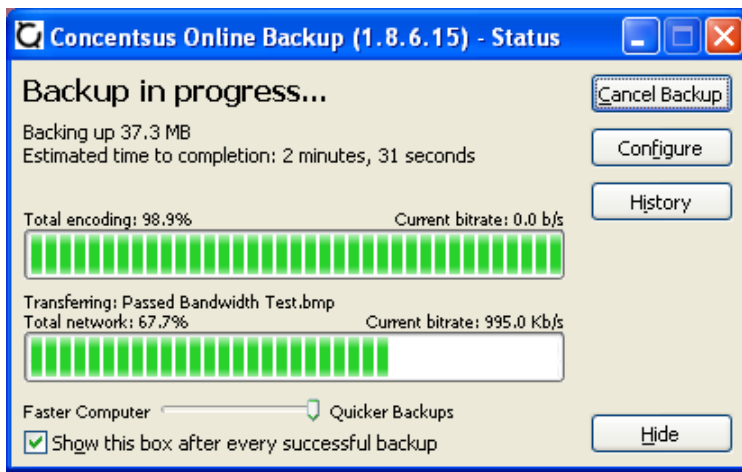 Concentsus Online Backup (1.8.6.15) - Status
Backup in progress...
Cancel Backup
Backing up 37.3 MB
Estimated time to completion: 2 minutes, 31 seconds
Configure
History
Total encoding: 98.9% Current bitrate: 0.0 b/s
Transferring: Passed Bandwidth Test.bmp
Total network: 67.7% Current bitrate: 995.0 Kb/s
Faster Computer Quicker Backups
Show this box after every successful backup
Hide